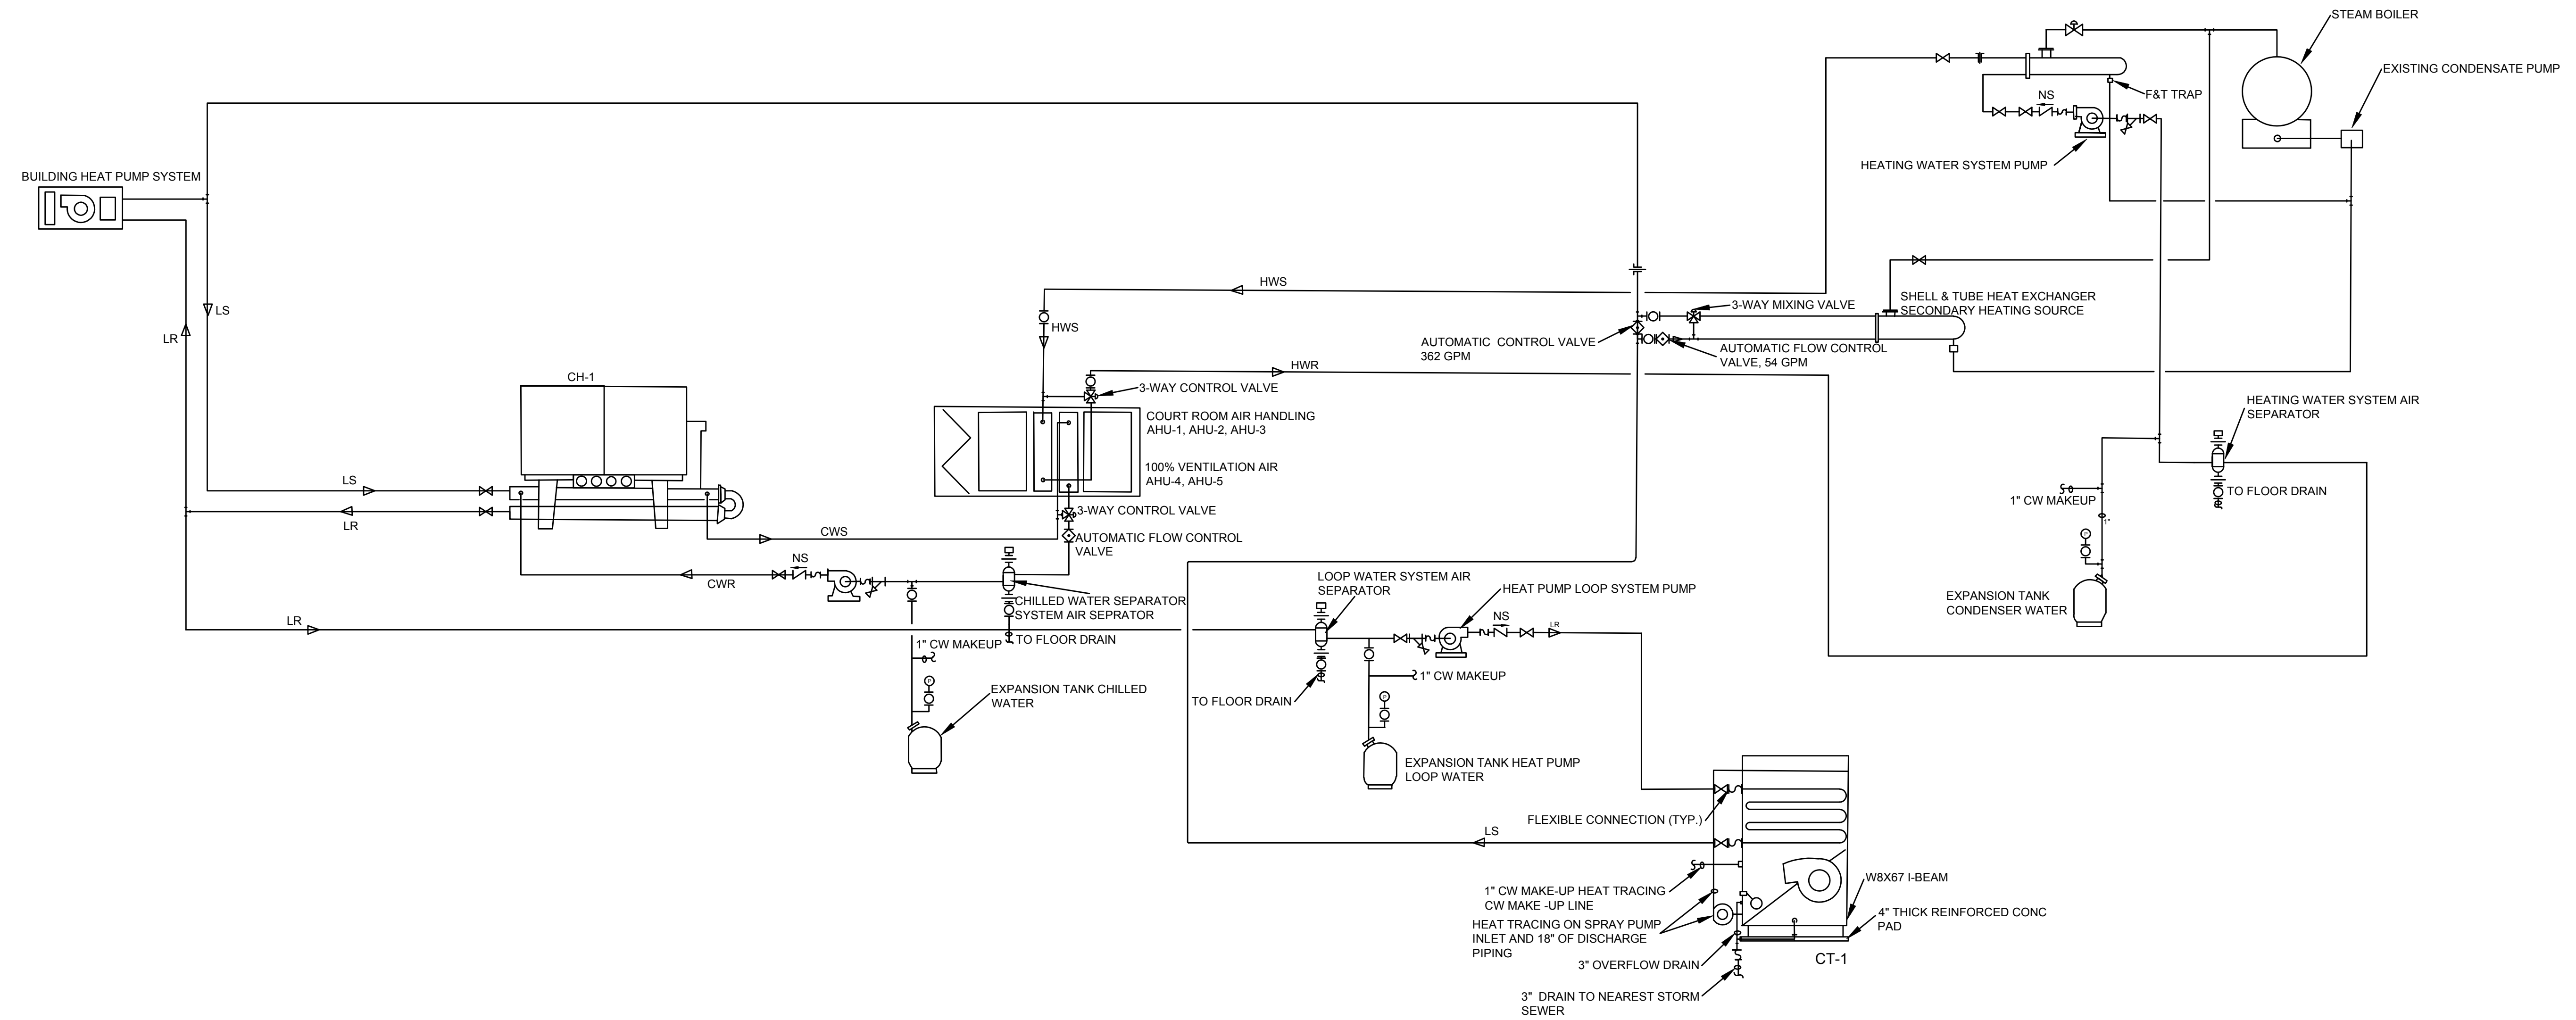 STEAM BOILER
EXISTING CONDENSATE PUMP
F&T TRAP
NS
HEATING WATER SYSTEM PUMP
BUILDING HEAT PUMP SYSTEM
LS
LR
HWS
HWS
3-WAY MIXING VALVE
SHELL & TUBE HEAT EXCHANGER
SECONDARY HEATING SOURCE
AUTOMATIC  CONTROL VALVE
362 GPM
AUTOMATIC FLOW CONTROL
VALVE, 54 GPM
HWR
CH-1
3-WAY CONTROL VALVE
COURT ROOM AIR HANDLING
AHU-1, AHU-2, AHU-3
100% VENTILATION AIR
AHU-4, AHU-5
HEATING WATER SYSTEM AIR
SEPARATOR
TO FLOOR DRAIN
1" CW MAKEUP
1"
P
EXPANSION TANK
CONDENSER WATER
LS
LR
3-WAY CONTROL VALVE
CWS
AUTOMATIC FLOW CONTROL
VALVE
NS
CWR
CHILLED WATER SEPARATOR
SYSTEM AIR SEPRATOR
TO FLOOR DRAIN
LR
1" CW MAKEUP
P
EXPANSION TANK CHILLED
WATER
LOOP WATER SYSTEM AIR
SEPARATOR
HEAT PUMP LOOP SYSTEM PUMP
NS
LR
1" CW MAKEUP
TO FLOOR DRAIN
P
EXPANSION TANK HEAT PUMP
LOOP WATER
FLEXIBLE CONNECTION (TYP.)
LS
1" CW MAKE-UP HEAT TRACING
CW MAKE -UP LINE
HEAT TRACING ON SPRAY PUMP
INLET AND 18" OF DISCHARGE
PIPING
3" OVERFLOW DRAIN
3"  DRAIN TO NEAREST STORM
SEWER
W8X67 I-BEAM
4" THICK REINFORCED CONC
PAD
CT-1